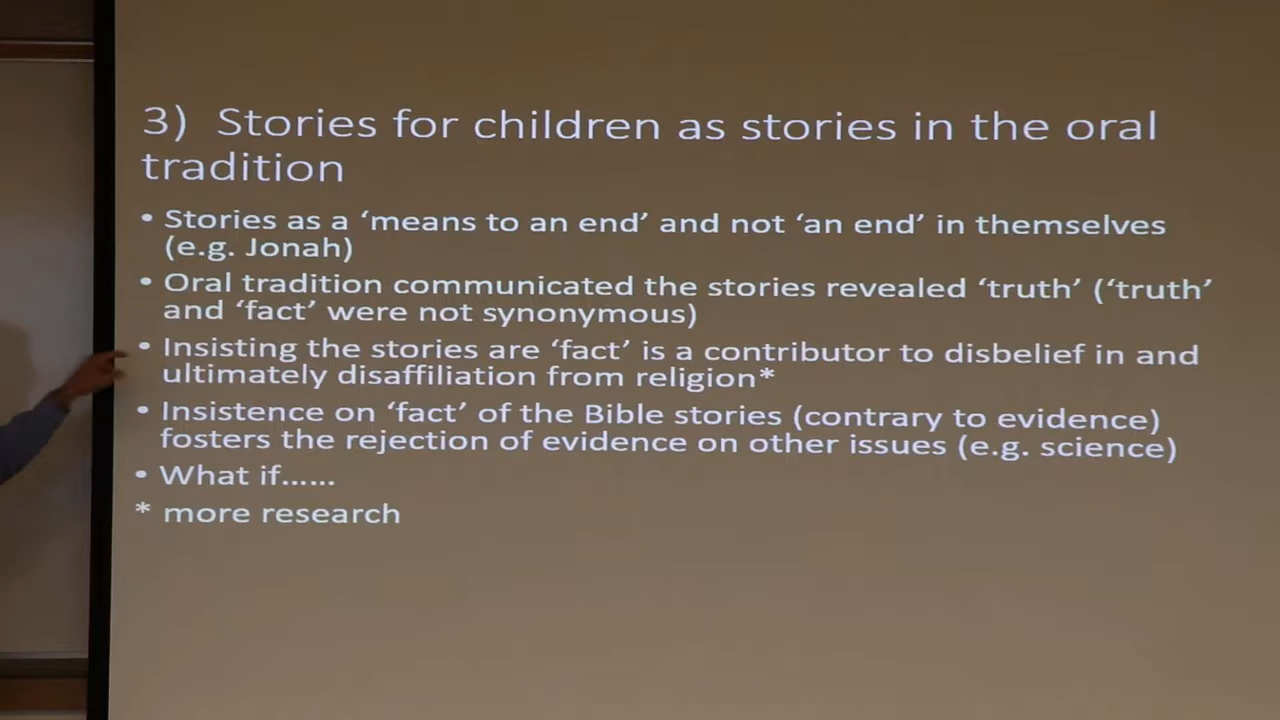 3) Stories for children as stories in the oral
tradition
• Stories as a ‘means to an end’ and not ‘an end’ in themselves
(e.g. Jonah)
• Oral tradition communicated the stories revealed ‘truth’ (‘truth’
and ‘fact’ were not synonymous)
• Insisting the stories are ‘fact’ is a contributor to disbelief in and
ultimately disaffiliation from religion*
• Insistence on ‘fact’ of the Bible stories (contrary to evidence)
fosters the rejection of evidence on other issues (e.g. science)
• What if……
* more research